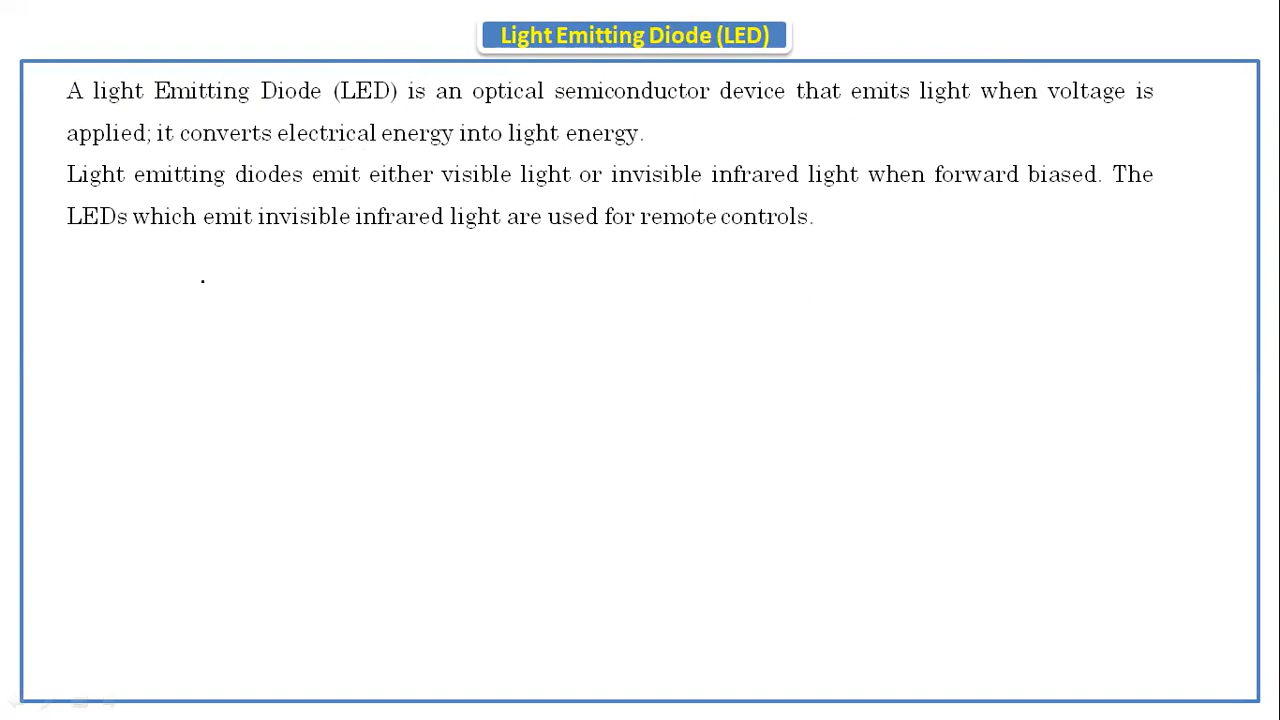 Light Emitting Diode (LED)
A light Emitting Diode (LED) is an optical semiconductor device that emits light when voltage is
applied; it converts electrical energy into light energy.
Light emitting diodes emit either visible light or invisible infrared light when forward biased. The
LEDs which emit invisible infrared light are used for remote controls.